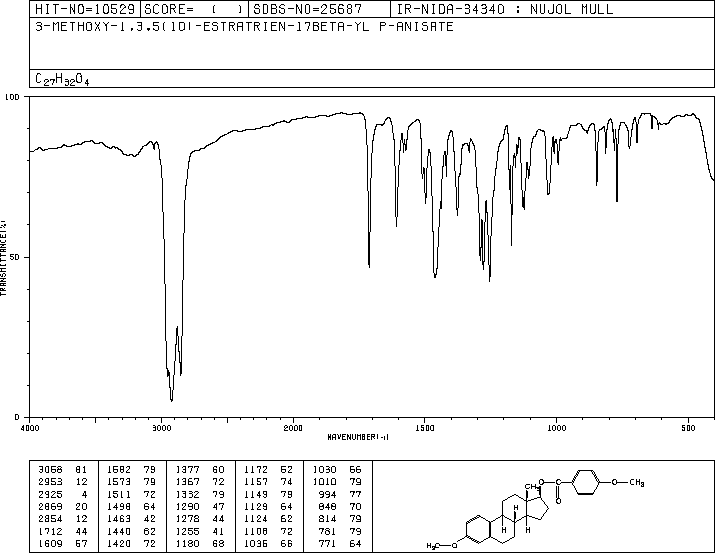 HIT-NO=10529 SCORE= ( ) SDBS-NO=25687 IR-NIDA-34340 : NUJOL MULL
3-METHOXY-1,3,5(10)-ESTRATRIEN-17BETA-YL P-ANISATE
C27H32O4
100
50
0
TRANSMITTANCE(%)
4000 3000 2000 1500 1000 500
WAVENUMBER(-1)
3068 81 1582 79 1377 60 1172 52 1030 66
2953 12 1573 79 1367 72 1157 74 1010 79
2925 4 1511 72 1332 79 1149 79 994 77
2869 20 1498 64 1290 47 1129 64 848 70
2854 12 1463 42 1278 44 1124 62 814 79
1712 44 1440 62 1255 41 1108 72 781 79
1609 57 1420 72 1180 68 1036 66 771 64
CH3
O-C
O
O-CH3
H
H
H
H3C-O